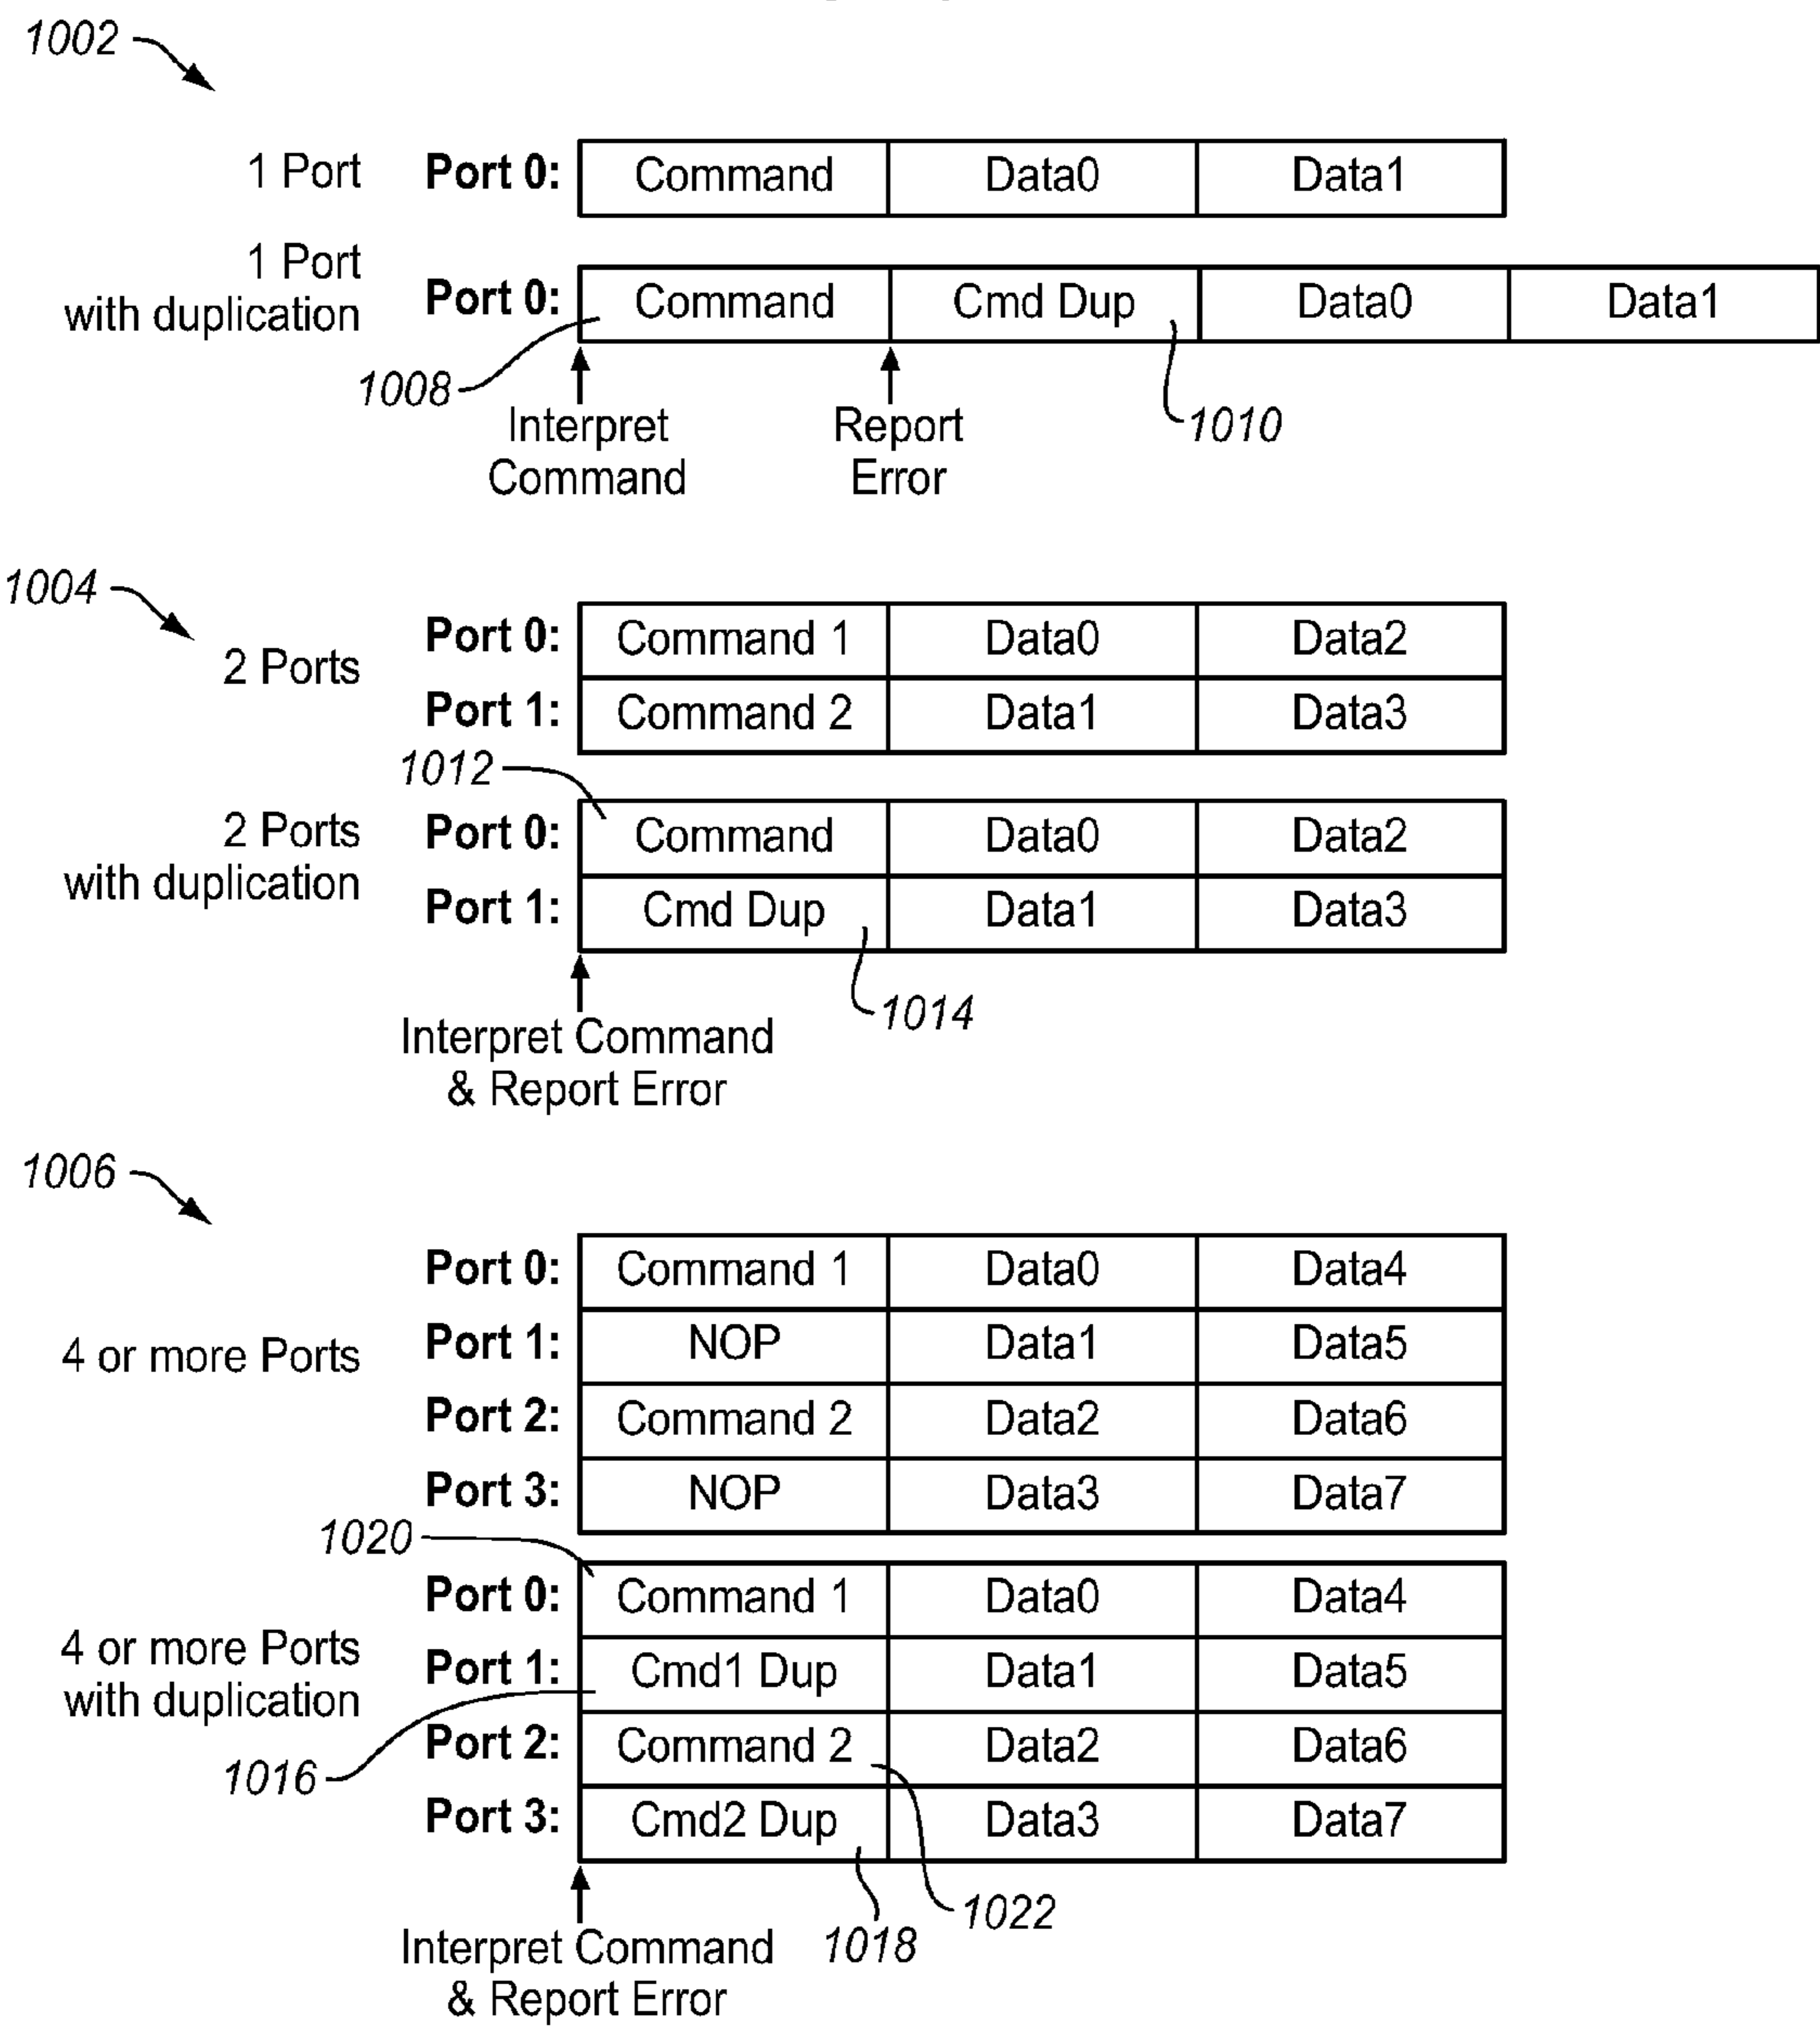 1002
1 Port Port 0: Command Data0 Data1
1 Port
with duplication Port 0: Command Cmd Dup Data0 Data1
1008 Interpret Command Report Error 1010
1004
2 Ports
Port 0: Command 1 Data0 Data2
Port 1: Command 2 Data1 Data3
1012
2 Ports
with duplication
Port 0: Command Data0 Data2
Port 1: Cmd Dup Data1 Data3
1014
Interpret Command
& Report Error
1006
4 or more Ports
Port 0: Command 1 Data0 Data4
Port 1: NOP Data1 Data5
Port 2: Command 2 Data2 Data6
Port 3: NOP Data3 Data7
1020
4 or more Ports
with duplication
Port 0: Command 1 Data0 Data4
Port 1: Cmd1 Dup Data1 Data5
1016
Port 2: Command 2 Data2 Data6
Port 3: Cmd2 Dup Data3 Data7
1022
1018
Interpret Command
& Report Error